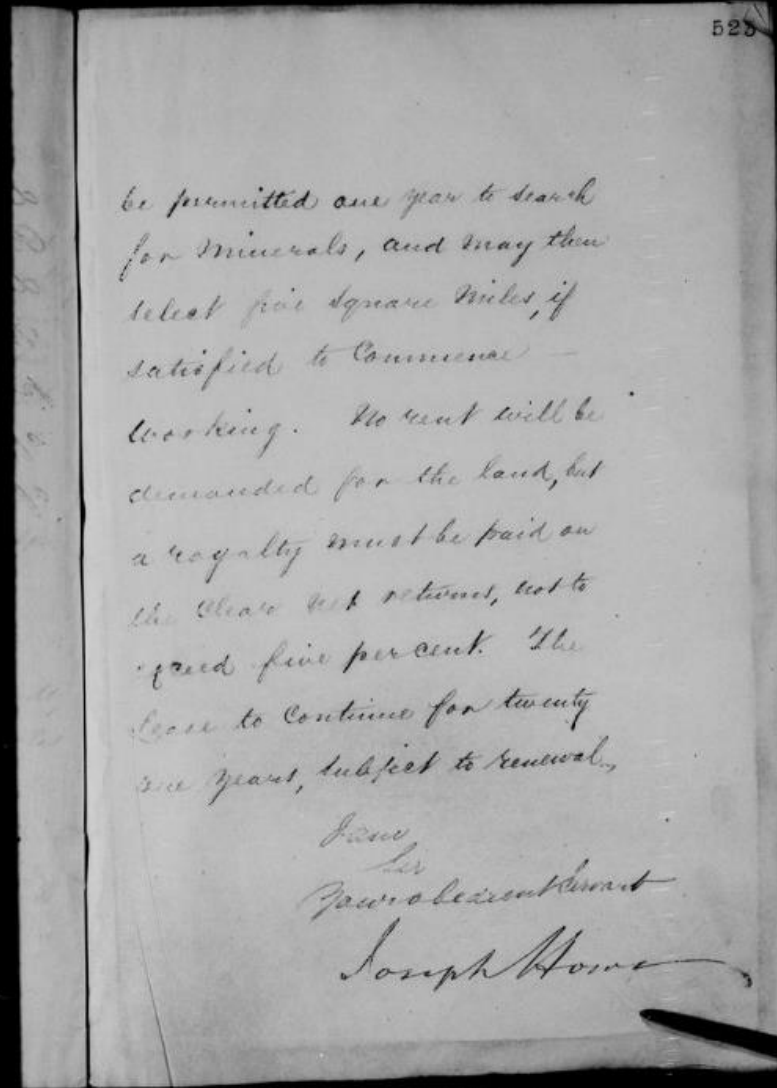 523
be permitted one year to search
for Minerals, and may then
select five Square Miles, if
satisfied to Commence —
working. No rent will be
demanded for the land, but
a royalty must be paid on
the Clear net returns, not to
exceed five per cent. The
Lease to Continue for twenty
one years, subject to renewal.
I am
Sir
Your obedient Servant
Joseph Howe